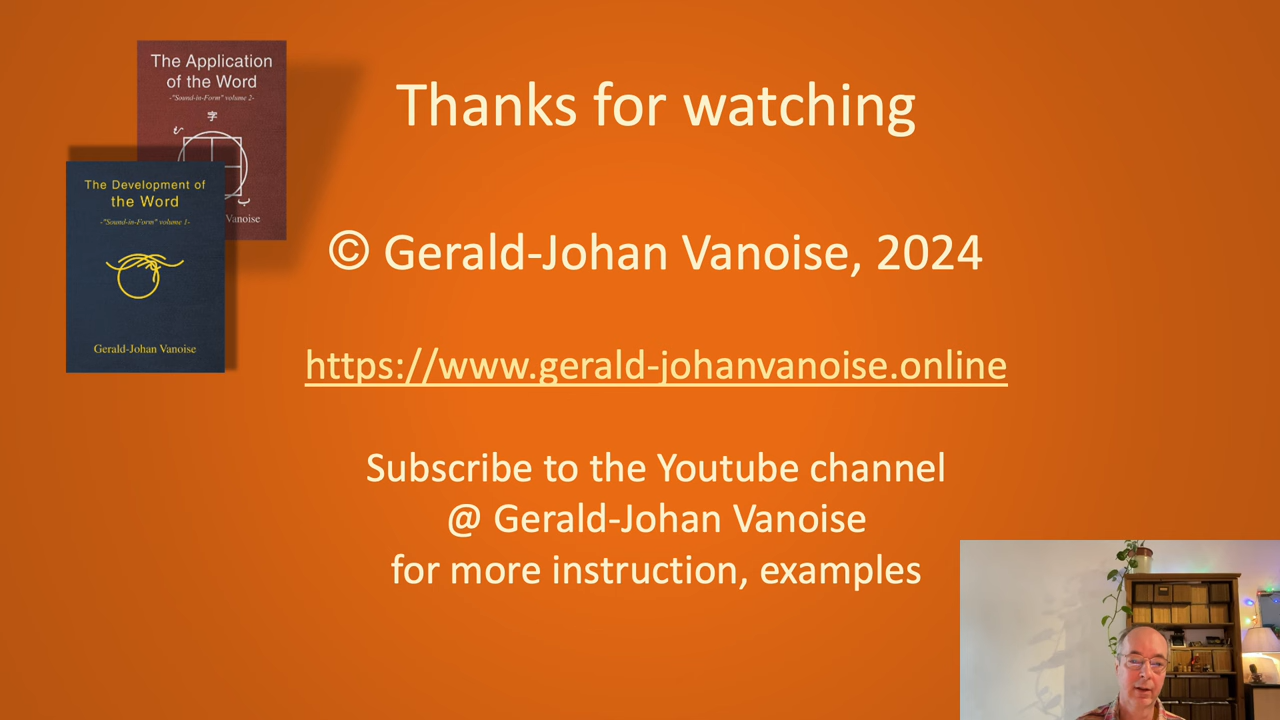 The Application
of the Word
-"Sound-in-Form" volume 2-
字
Vanoise
The Development of
the Word
-"Sound-in-Form" volume 1-
Gerald-Johan Vanoise
Thanks for watching
© Gerald-Johan Vanoise, 2024
https://www.gerald-johanvanoise.online
Subscribe to the Youtube channel
@ Gerald-Johan Vanoise
for more instruction, examples